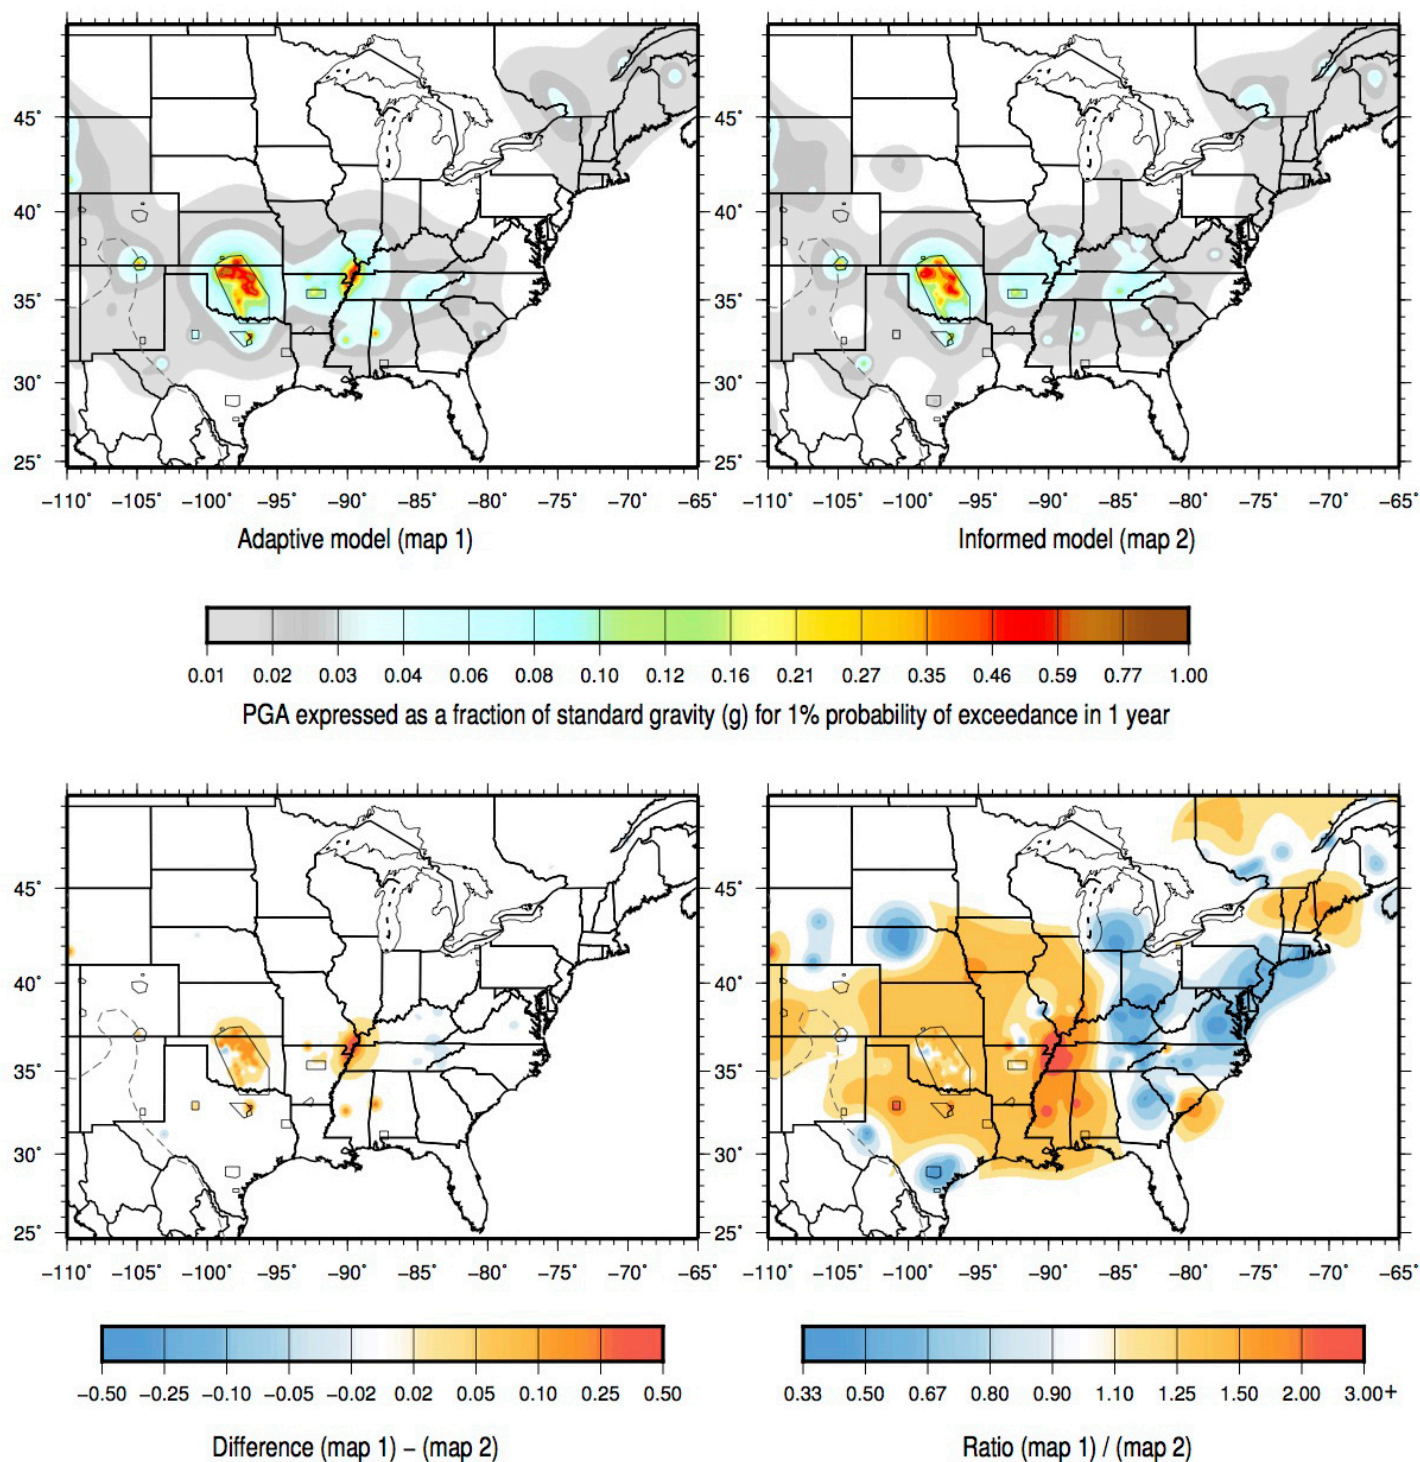 45° 45°
40° 40°
35° 35°
30° 30°
25° 25°
−110° −105° −100° −95° −90° −85° −80° −75° −70° −65° −110° −105° −100° −95° −90° −85° −80° −75° −70° −65°
Adaptive model (map 1) Informed model (map 2)
0.01 0.02 0.03 0.04 0.06 0.08 0.10 0.12 0.16 0.21 0.27 0.35 0.46 0.59 0.77 1.00
PGA expressed as a fraction of standard gravity (g) for 1% probability of exceedance in 1 year
45° 45°
40° 40°
35° 35°
30° 30°
25° 25°
−110° −105° −100° −95° −90° −85° −80° −75° −70° −65° −110° −105° −100° −95° −90° −85° −80° −75° −70° −65°
−0.50 −0.25 −0.10 −0.05 −0.02 0.02 0.05 0.10 0.25 0.50 0.33 0.50 0.67 0.80 0.90 1.10 1.25 1.50 2.00 3.00+
Difference (map 1) − (map 2) Ratio (map 1) / (map 2)